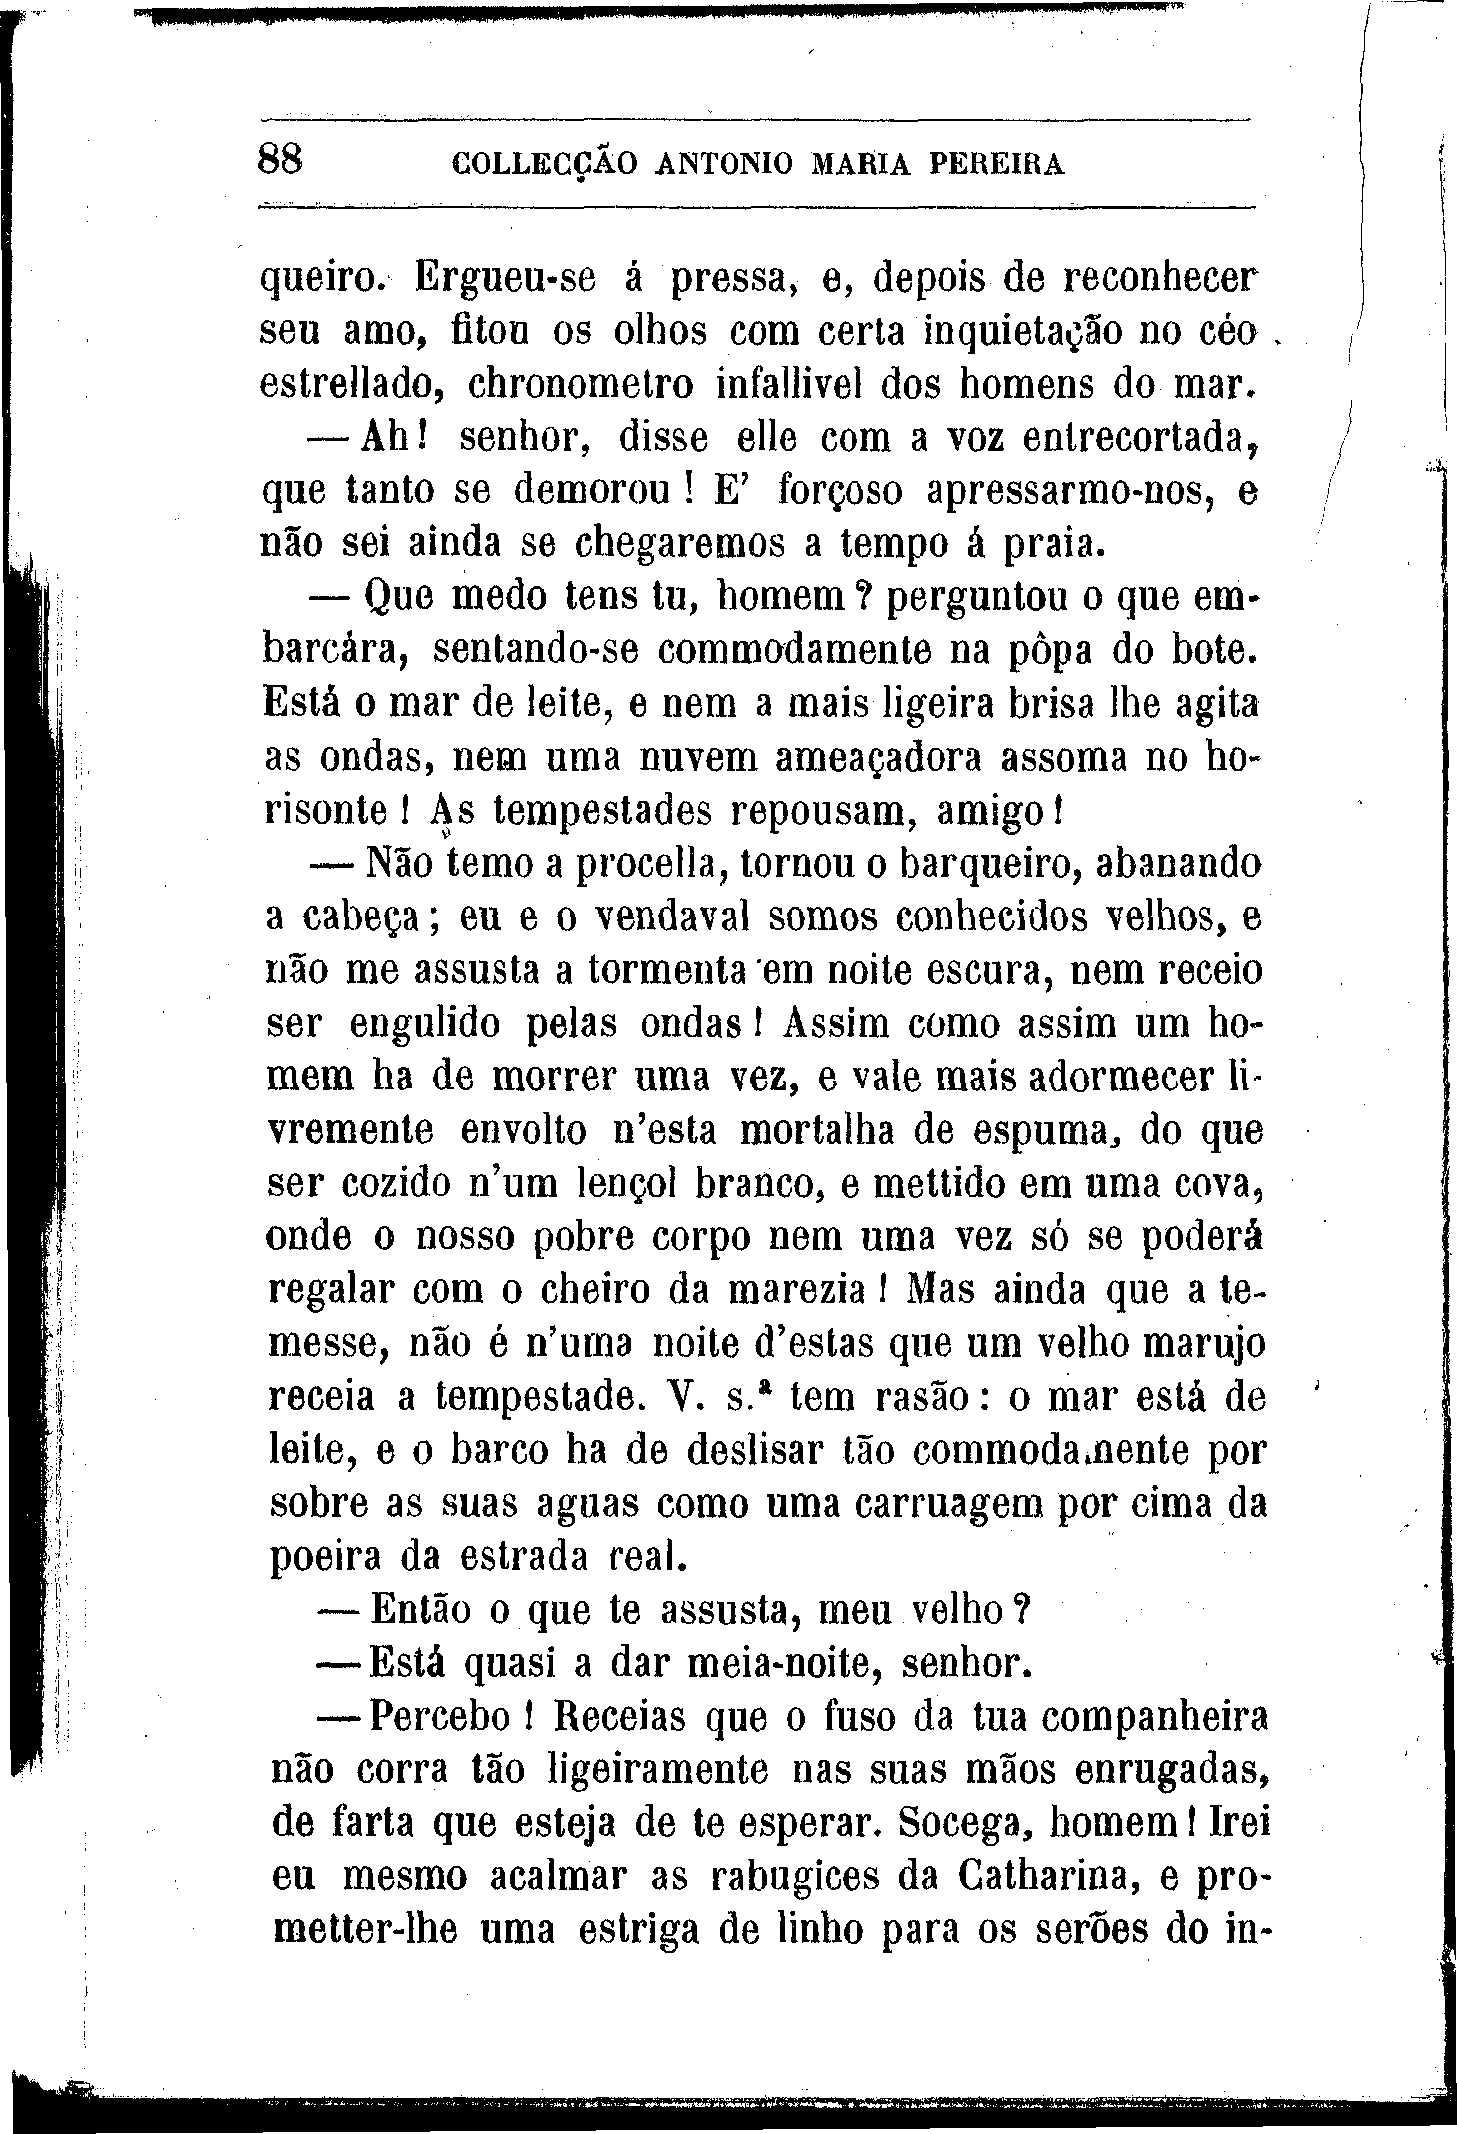 88 COLLECÇÃO ANTONIO MARIA PEREIRA
queiro. Ergueu-se á pressa, e, depois de reconhecer
seu amo, fitou os olhos com certa inquietação no céo
estrellado, chronometro infallivel dos homens do mar.
— Ah! senhor, disse elle com a voz entrecortada,
que tanto se demorou! E' forçoso apressarmo-nos, e
não sei ainda se chegaremos a tempo á praia.
— Que medo tens tu, homem? perguntou o que em-
barcára, sentando-se commodamente na pôpa do bote.
Está o mar de leite, e nem a mais ligeira brisa lhe agita
as ondas, nem uma nuvem ameaçadora assoma no ho-
risonte! As tempestades repousam, amigo!
— Não temo a procella, tornou o barqueiro, abanando
a cabeça; eu e o vendaval somos conhecidos velhos, e
não me assusta a tormenta em noite escura, nem receio
ser engulido pelas ondas! Assim como assim um ho-
mem ha de morrer uma vez, e vale mais adormecer li-
vremente envolto n'esta mortalha de espuma, do que
ser cozido n'um lençol branco, e mettido em uma cova,
onde o nosso pobre corpo nem uma vez só se poderá
regalar com o cheiro da marezia! Mas ainda que a te-
messe, não é n'uma noite d'estas que um velho marujo
receia a tempestade. V. s.ª tem rasão: o mar está de
leite, e o barco ha de deslisar tão commodamente por
sobre as suas aguas como uma carruagem por cima da
poeira da estrada real.
— Então o que te assusta, meu velho?
— Está quasi a dar meia-noite, senhor.
— Percebo! Receias que o fuso da tua companheira
não corra tão ligeiramente nas suas mãos enrugadas,
de farta que esteja de te esperar. Socega, homem! Irei
eu mesmo acalmar as rabugices da Catharina, e pro-
metter-lhe uma estriga de linho para os serões do in-